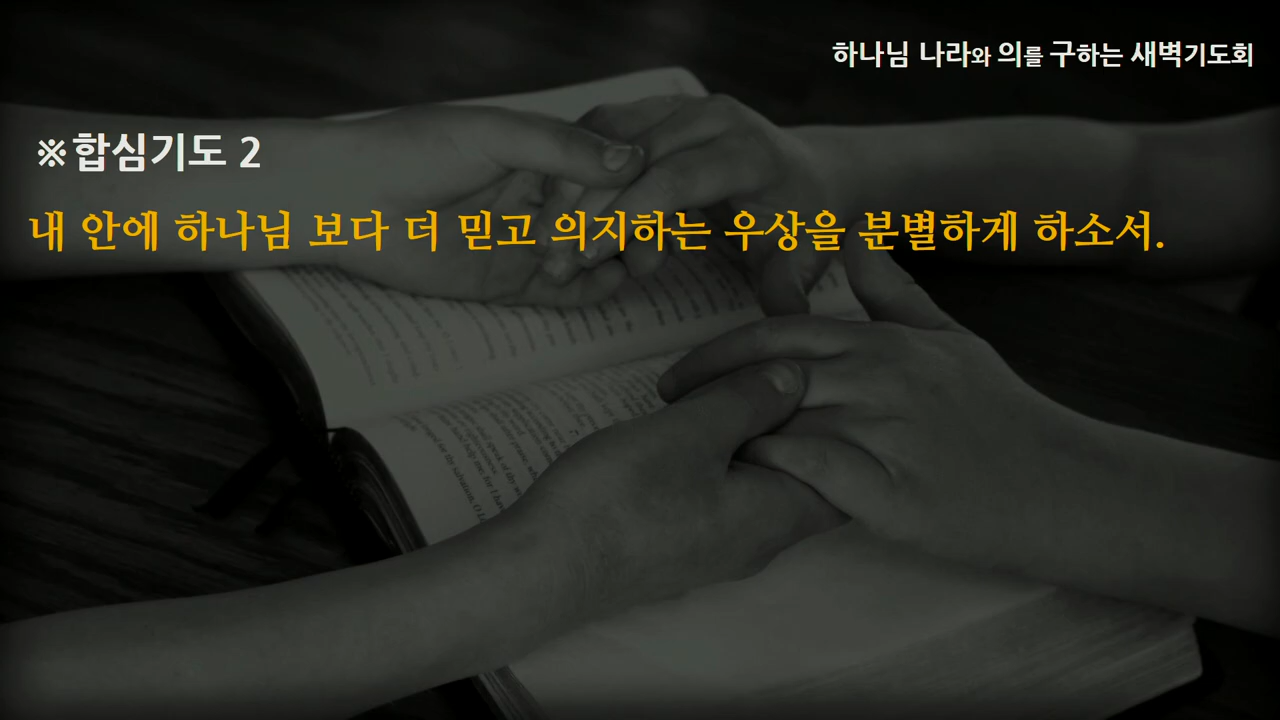 하나님 나라와 의를 구하는 새벽기도회
※합심기도 2
내 안에 하나님 보다 더 믿고 의지하는 우상을 분별하게 하소서.